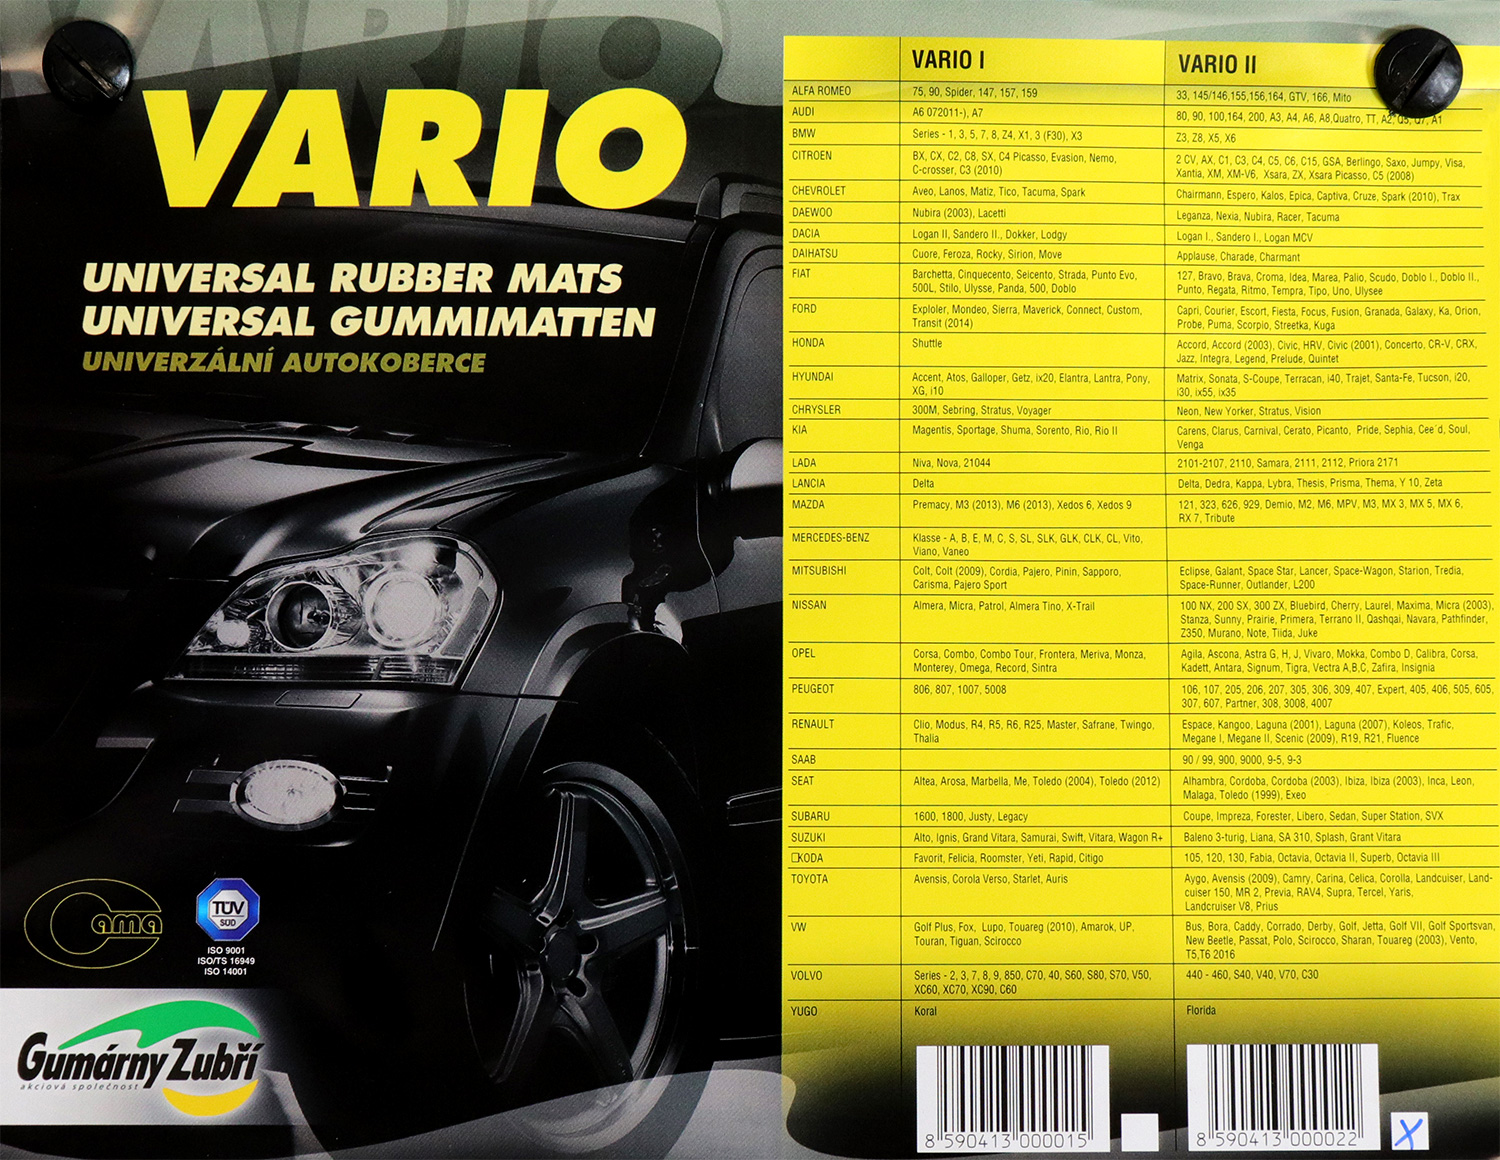 VARIO
VARIO
UNIVERSAL RUBBER MATS
UNIVERSAL GUMMIMATTEN
UNIVERZÁLNÍ AUTOKOBERCE
Cama
TÜV
SÜD
ISO 9001
ISO/TS 16949
ISO 14001
Gumárny Zubří
akciová společnost
VARIO I VARIO II
ALFA ROMEO 75, 90, Spider, 147, 157, 159 33, 145/146,155,156,164, GTV, 166, Mito
AUDI A6 072011-), A7 80, 90, 100,164, 200, A3, A4, A6, A8,Quatro, TT, A2, Q5, Q7, A1
BMW Series - 1, 3, 5, 7, 8, Z4, X1, 3 (F30), X3 Z3, Z8, X5, X6
CITROEN BX, CX, C2, C8, SX, C4 Picasso, Evasion, Nemo, 2 CV, AX, C1, C3, C4, C5, C6, C15, GSA, Berlingo, Saxo, Jumpy, Visa,
C-crosser, C3 (2010) Xantia, XM, XM-V6, Xsara, ZX, Xsara Picasso, C5 (2008)
CHEVROLET Aveo, Lanos, Matiz, Tico, Tacuma, Spark Chairmann, Espero, Kalos, Epica, Captiva, Cruze, Spark (2010), Trax
DAEWOO Nubira (2003), Lacetti Leganza, Nexia, Nubira, Racer, Tacuma
DACIA Logan II, Sandero II., Dokker, Lodgy Logan I., Sandero I., Logan MCV
DAIHATSU Cuore, Feroza, Rocky, Sirion, Move Applause, Charade, Charmant
FIAT Barchetta, Cinquecento, Seicento, Strada, Punto Evo, 127, Bravo, Brava, Croma, Idea, Marea, Palio, Scudo, Doblo I., Doblo II.,
500L, Stilo, Ulysse, Panda, 500, Doblo Punto, Regata, Ritmo, Tempra, Tipo, Uno, Ulysee
FORD Exploler, Mondeo, Sierra, Maverick, Connect, Custom, Capri, Courier, Escort, Fiesta, Focus, Fusion, Granada, Galaxy, Ka, Orion,
Transit (2014) Probe, Puma, Scorpio, Streetka, Kuga
HONDA Shuttle Accord, Accord (2003), Civic, HRV, Civic (2001), Concerto, CR-V, CRX,
Jazz, Integra, Legend, Prelude, Quintet
HYUNDAI Accent, Atos, Galloper, Getz, ix20, Elantra, Lantra, Pony, Matrix, Sonata, S-Coupe, Terracan, i40, Trajet, Santa-Fe, Tucson, i20,
XG, i10 i30, ix55, ix35
CHRYSLER 300M, Sebring, Stratus, Voyager Neon, New Yorker, Stratus, Vision
KIA Magentis, Sportage, Shuma, Sorento, Rio, Rio II Carens, Clarus, Carnival, Cerato, Picanto, Pride, Sephia, Cee´d, Soul,
Venga
LADA Niva, Nova, 21044 2101-2107, 2110, Samara, 2111, 2112, Priora 2171
LANCIA Delta Delta, Dedra, Kappa, Lybra, Thesis, Prisma, Thema, Y 10, Zeta
MAZDA Premacy, M3 (2013), M6 (2013), Xedos 6, Xedos 9 121, 323, 626, 929, Demio, M2, M6, MPV, M3, MX 3, MX 5, MX 6,
RX 7, Tribute
MERCEDES-BENZ Klasse - A, B, E, M, C, S, SL, SLK, GLK, CLK, CL, Vito,
Viano, Vaneo
MITSUBISHI Colt, Colt (2009), Cordia, Pajero, Pinin, Sapporo, Eclipse, Galant, Space Star, Lancer, Space-Wagon, Starion, Tredia,
Carisma, Pajero Sport Space-Runner, Outlander, L200
NISSAN Almera, Micra, Patrol, Almera Tino, X-Trail 100 NX, 200 SX, 300 ZX, Bluebird, Cherry, Laurel, Maxima, Micra (2003),
Stanza, Sunny, Prairie, Primera, Terrano II, Qashqai, Navara, Pathfinder,
Z350, Murano, Note, Tiida, Juke
OPEL Corsa, Combo, Combo Tour, Frontera, Meriva, Monza, Agila, Ascona, Astra G, H, J, Vivaro, Mokka, Combo D, Calibra, Corsa,
Monterey, Omega, Record, Sintra Kadett, Antara, Signum, Tigra, Vectra A,B,C, Zafira, Insignia
PEUGEOT 806, 807, 1007, 5008 106, 107, 205, 206, 207, 305, 306, 309, 407, Expert, 405, 406, 505, 605,
307, 607, Partner, 308, 3008, 4007
RENAULT Clio, Modus, R4, R5, R6, R25, Master, Safrane, Twingo, Espace, Kangoo, Laguna (2001), Laguna (2007), Koleos, Trafic,
Thalia Megane I, Megane II, Scenic (2009), R19, R21, Fluence
SAAB 90 / 99, 900, 9000, 9-5, 9-3
SEAT Altea, Arosa, Marbella, Me, Toledo (2004), Toledo (2012) Alhambra, Cordoba, Cordoba (2003), Ibiza, Ibiza (2003), Inca, Leon,
Malaga, Toledo (1999), Exeo
SUBARU 1600, 1800, Justy, Legacy Coupe, Impreza, Forester, Libero, Sedan, Super Station, SVX
SUZUKI Alto, Ignis, Grand Vitara, Samurai, Swift, Vitara, Wagon R+ Baleno 3-turig, Liana, SA 310, Splash, Grant Vitara
□KODA Favorit, Felicia, Roomster, Yeti, Rapid, Citigo 105, 120, 130, Fabia, Octavia, Octavia II, Superb, Octavia III
TOYOTA Avensis, Corola Verso, Starlet, Auris Aygo, Avensis (2009), Camry, Carina, Celica, Corolla, Landcuiser, Land-
cuiser 150, MR 2, Previa, RAV4, Supra, Tercel, Yaris,
Landcruiser V8, Prius
VW Golf Plus, Fox, Lupo, Touareg (2010), Amarok, UP, Bus, Bora, Caddy, Corrado, Derby, Golf, Jetta, Golf VII, Golf Sportsvan,
Touran, Tiguan, Scirocco New Beetle, Passat, Polo, Scirocco, Sharan, Touareg (2003), Vento,
T5,T6 2016
VOLVO Series - 2, 3, 7, 8, 9, 850, C70, 40, S60, S80, S70, V50, 440 - 460, S40, V40, V70, C30
XC60, XC70, XC90, C60
YUGO Koral Florida
8 590413 000015 8 590413 000022 X